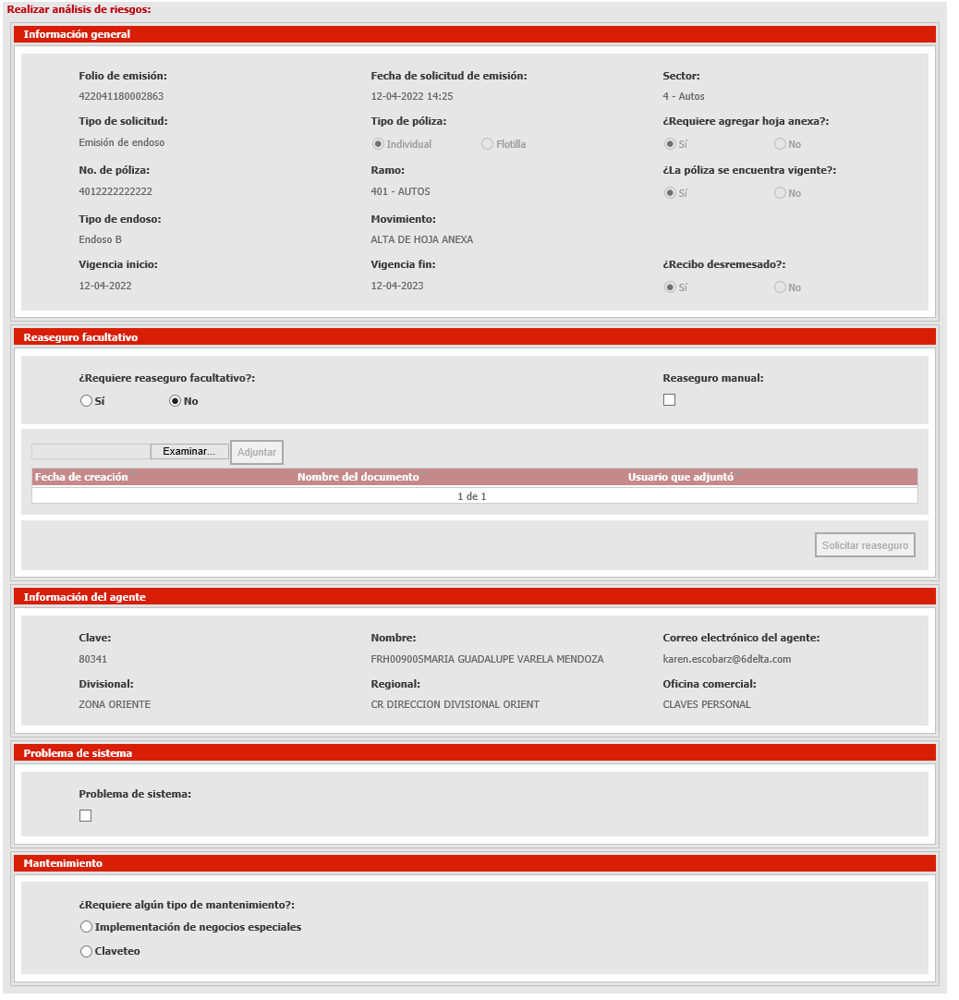 Realizar análisis de riesgos:
Información general
Folio de emisión: Fecha de solicitud de emisión: Sector:
422041180002863 12-04-2022 14:25 4 - Autos
Tipo de solicitud: Tipo de póliza: ¿Requiere agregar hoja anexa?:
Emisión de endoso Individual Flotilla Sí No
No. de póliza: Ramo: ¿La póliza se encuentra vigente?:
4012222222222 401 - AUTOS Sí No
Tipo de endoso: Movimiento:
Endoso B ALTA DE HOJA ANEXA
Vigencia inicio: Vigencia fin: ¿Recibo desremesado?:
12-04-2022 12-04-2023 Sí No
Reaseguro facultativo
¿Requiere reaseguro facultativo?: Reaseguro manual:
Sí No
Examinar... Adjuntar
Fecha de creación Nombre del documento Usuario que adjuntó
1 de 1
Solicitar reaseguro
Información del agente
Clave: Nombre: Correo electrónico del agente:
80341 FRH009005MARIA GUADALUPE VARELA MENDOZA karen.escobarz@6delta.com
Divisional: Regional: Oficina comercial:
ZONA ORIENTE CR DIRECCION DIVISIONAL ORIENT CLAVES PERSONAL
Problema de sistema
Problema de sistema:
Mantenimiento
¿Requiere algún tipo de mantenimiento?:
Implementación de negocios especiales
Claveteo